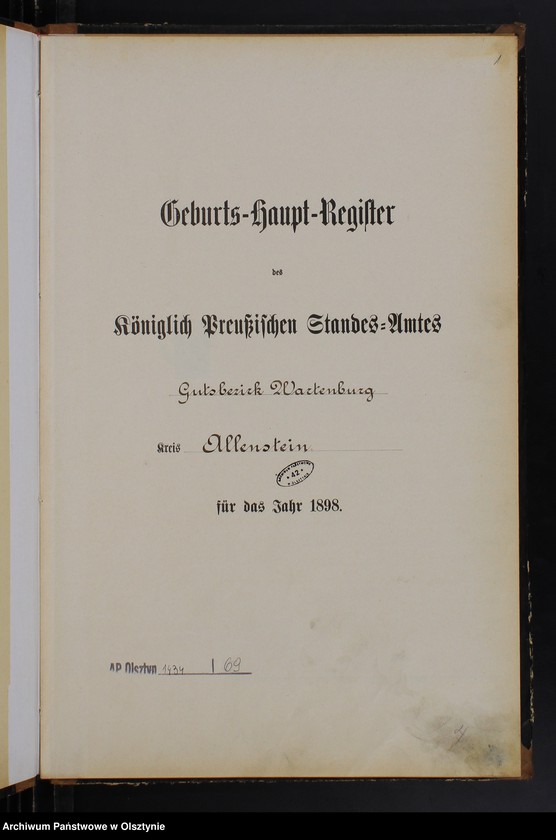 1
Geburts-Haupt-Register
des
Königlich Preußischen Standes-Amtes
Gutsbezirk Wartenburg
Kreis Allenstein
für das Jahr 1898.
AP Olsztyn 1434 I 69
Archiwum Państwowe w Olsztynie